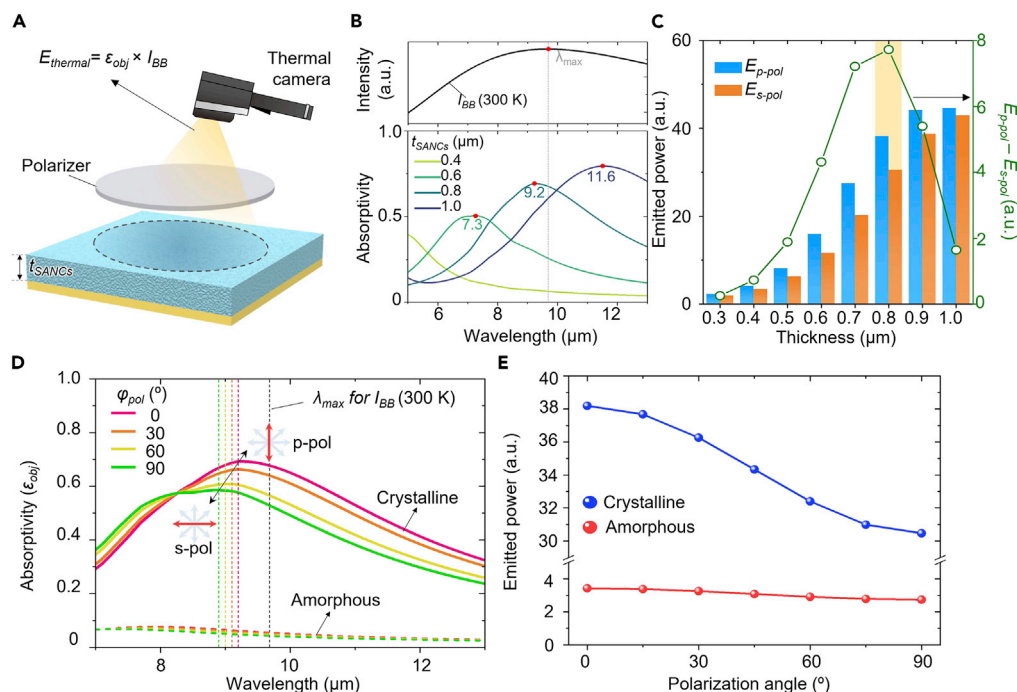 A
E_thermal = ε_obj × I_BB
Thermal
camera
Polarizer
t_SANCs
B
Intensity
(a.u.)
λ_max
I_BB (300 K)
Absorptivity
1.0
0.5
0
t_SANCs (μm)
0.4
0.6
0.8
1.0
7.3
9.2
11.6
6 8 10 12
Wavelength (μm)
C
Emitted power (a.u.)
60
40
20
0
E_p-pol
E_s-pol
8
6
4
2
0
E_p-pol – E_s-pol
(a.u.)
0.3 0.4 0.5 0.6 0.7 0.8 0.9 1.0
Thickness (μm)
D
Absorptivity (ε_obj)
1.0
0.8
0.6
0.4
0.2
0
φ_pol (º)
0
30
60
90
λ_max for I_BB (300 K)
p-pol
s-pol
Crystalline
Amorphous
8 10 12
Wavelength (μm)
E
Emitted power (a.u.)
40
38
36
34
32
30
4
2
0
Crystalline
Amorphous
0 30 60 90
Polarization angle (º)